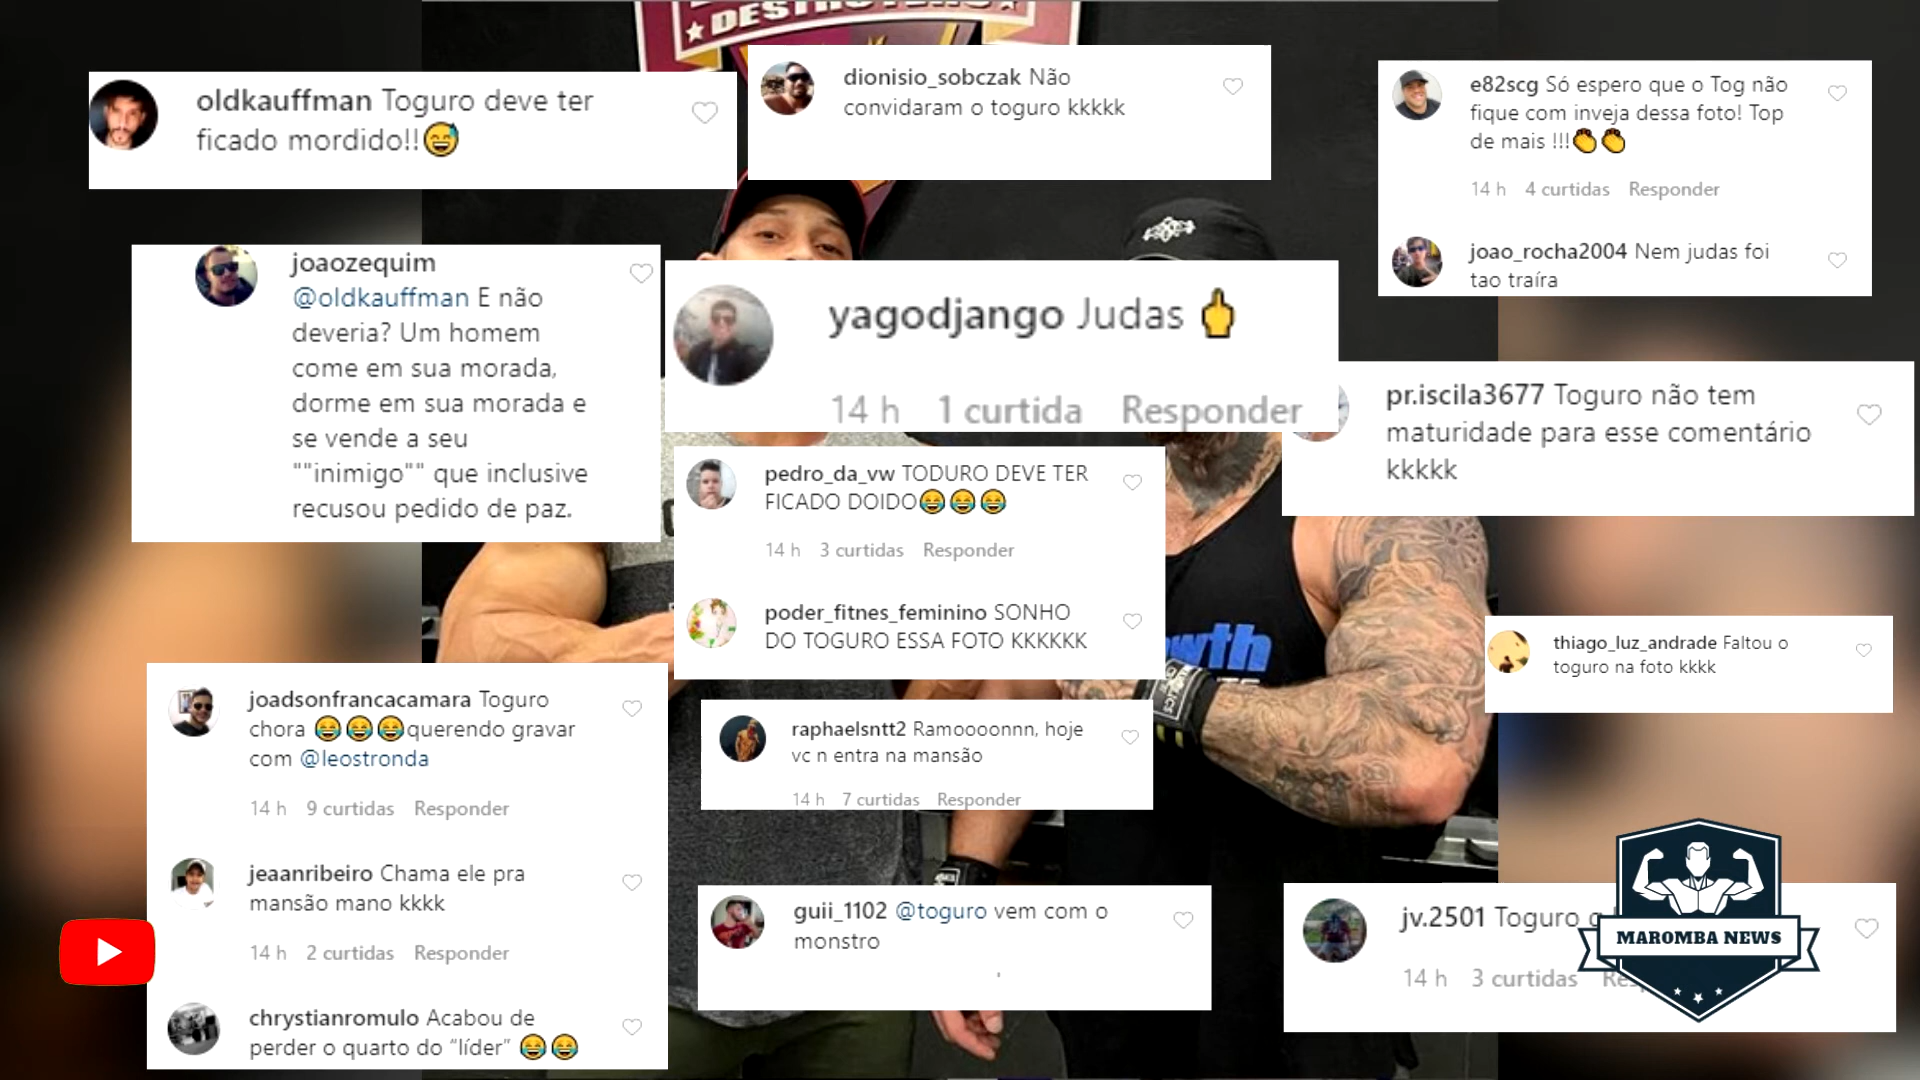 DESTROYERS
oldkauffman Toguro deve ter
ficado mordido!!😅
dionisio_sobczak Não
convidaram o toguro kkkkk
e82scg Só espero que o Tog não
fique com inveja dessa foto! Top
de mais !!!👏👏
14 h 4 curtidas Responder
joao_rocha2004 Nem judas foi
tao traíra
joaozequim
@oldkauffman E não
deveria? Um homem
come em sua morada,
dorme em sua morada e
se vende a seu
""inimigo"" que inclusive
recusou pedido de paz.
yagodjango Judas 🖕
14 h 1 curtida Responder
pr.iscila3677 Toguro não tem
maturidade para esse comentário
kkkkk
pedro_da_vw TODURO DEVE TER
FICADO DOIDO😂😂😂
14 h 3 curtidas Responder
poder_fitnes_feminino SONHO
DO TOGURO ESSA FOTO KKKKKK
wth
thiago_luz_andrade Faltou o
toguro na foto kkkk
joadsonfrancacamara Toguro
chora 😂😂😂querendo gravar
com @leostronda
14 h 9 curtidas Responder
raphaelsntt2 Ramoooonnn, hoje
vc n entra na mansão
14 h 7 curtidas Responder
jeaanribeiro Chama ele pra
mansão mano kkkk
14 h 2 curtidas Responder
chrystianromulo Acabou de
perder o quarto do “líder” 😂😂
guii_1102 @toguro vem com o
monstro
jv.2501 Toguro
14 h 3 curtidas
MAROMBA NEWS